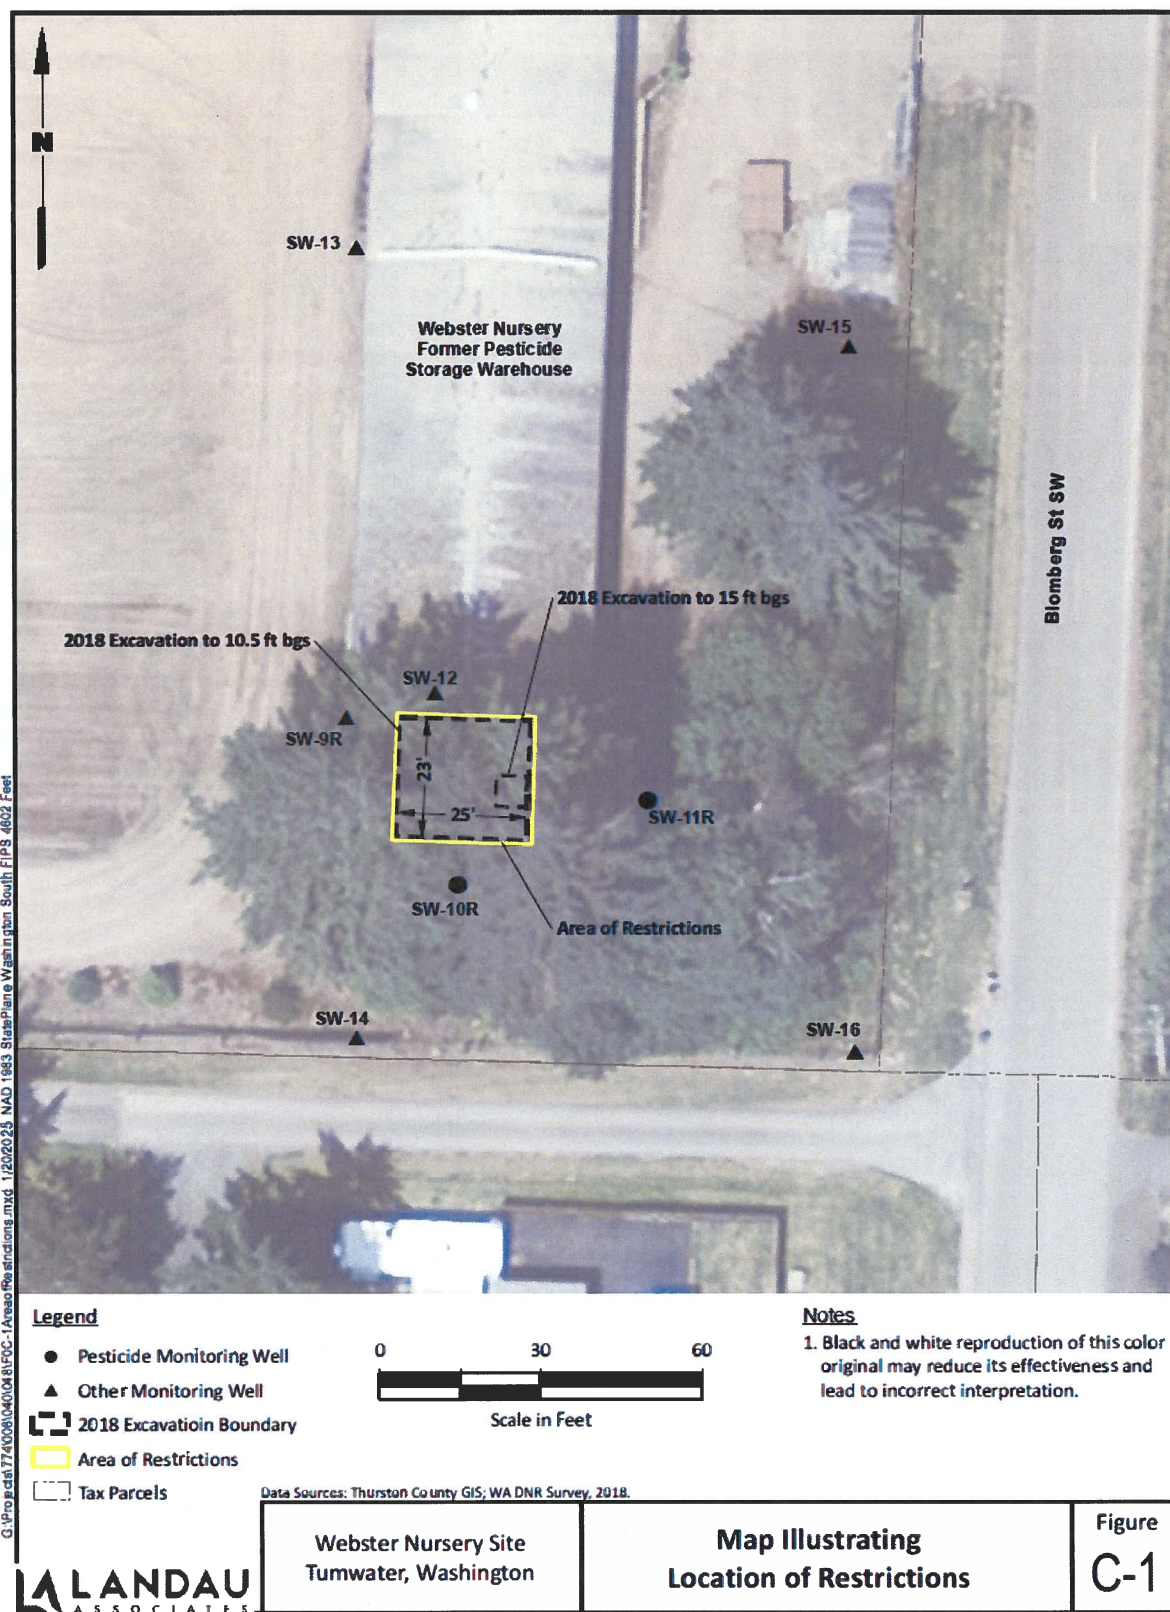 N
SW-13
Webster Nursery
Former Pesticide
Storage Warehouse
SW-15
Blomberg St SW
2018 Excavation to 15 ft bgs
2018 Excavation to 10.5 ft bgs
SW-12
SW-9R
23'
25'
SW-11R
SW-10R
Area of Restrictions
SW-14
SW-16
G:\Projects\774\006\040\048\F0C-1AreaofRestrictions.mxd 1/20/2025 NAD 1983 StatePlane Washington South FIPS 4602 Feet
Legend
Pesticide Monitoring Well
Other Monitoring Well
2018 Excavatioin Boundary
Area of Restrictions
Tax Parcels
0 30 60
Scale in Feet
Notes
1. Black and white reproduction of this color
original may reduce its effectiveness and
lead to incorrect interpretation.
Data Sources: Thurston County GIS; WA DNR Survey, 2018.
LANDAU
ASSOCIATES
Webster Nursery Site
Tumwater, Washington
Map Illustrating
Location of Restrictions
Figure
C-1